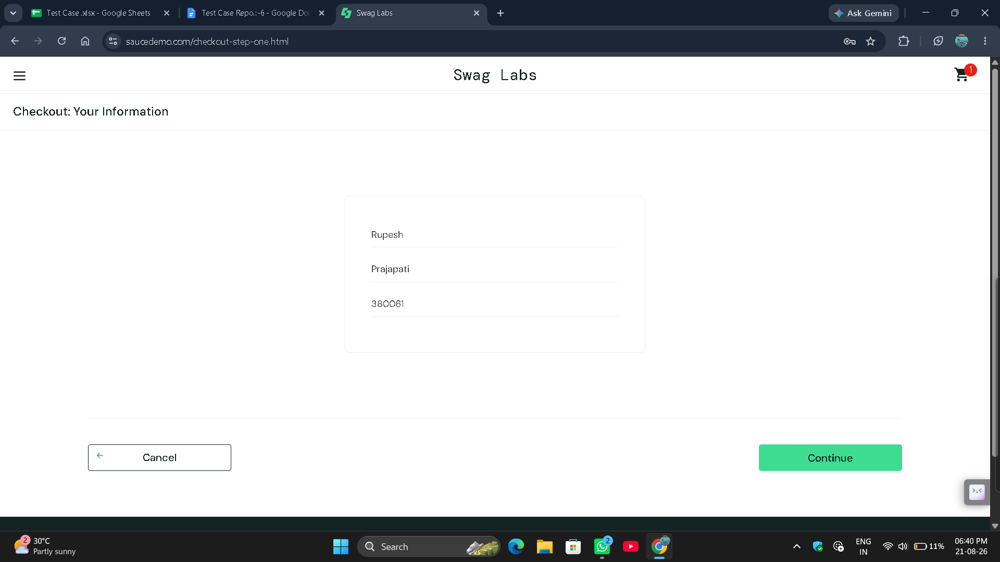 Test Case .xlsx - Google Sheets
Test Case Repo.:-6 - Google Doc
Swag Labs
Ask Gemini
saucedemo.com/checkout-step-one.html
Swag Labs
1
Checkout: Your Information
Rupesh
Prajapati
380061
Cancel
Continue
2
30°C
Partly sunny
Search
2
ENG
IN
11%
06:40 PM
21-08-26